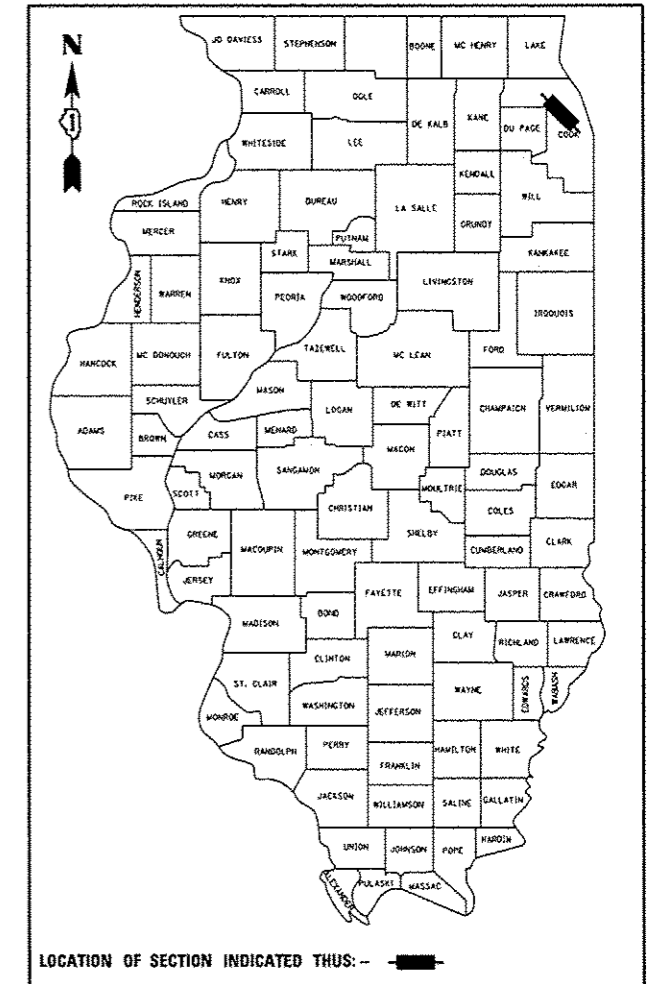 JO DAVIESS STEPHENSON BOONE MC HENRY LAKE
N
CARROLL OGLE DE KALB KANE DU PAGE COOK
WHITESIDE LEE
KENDALL
ROCK ISLAND HENRY BUREAU LA SALLE GRUNDY WILL
MERCER PUTNAM
STARK MARSHALL KANKAKEE
HENDERSON WARREN KNOX PEORIA WOODFORD LIVINGSTON IROQUOIS
HANCOCK MC DONOUGH FULTON TAZEWELL MC LEAN FORD
MASON
SCHUYLER LOGAN DE WITT CHAMPAIGN VERMILION
ADAMS BROWN CASS MENARD PIATT
MACON
MORGAN SANGAMON DOUGLAS
PIKE SCOTT MOULTRIE EDGAR
CHRISTIAN COLES
GREENE SHELBY
CALHOUN MACOUPIN MONTGOMERY CUMBERLAND CLARK
JERSEY
FAYETTE EFFINGHAM JASPER CRAWFORD
BOND
MADISON CLAY
MARION RICHLAND LAWRENCE
CLINTON
ST. CLAIR WAYNE EDWARDS WABASH
WASHINGTON JEFFERSON
MONROE
RANDOLPH PERRY HAMILTON WHITE
FRANKLIN
JACKSON WILLIAMSON SALINE GALLATIN
UNION JOHNSON POPE HARDIN
ALEXANDER PULASKI MASSAC
LOCATION OF SECTION INDICATED THUS: –